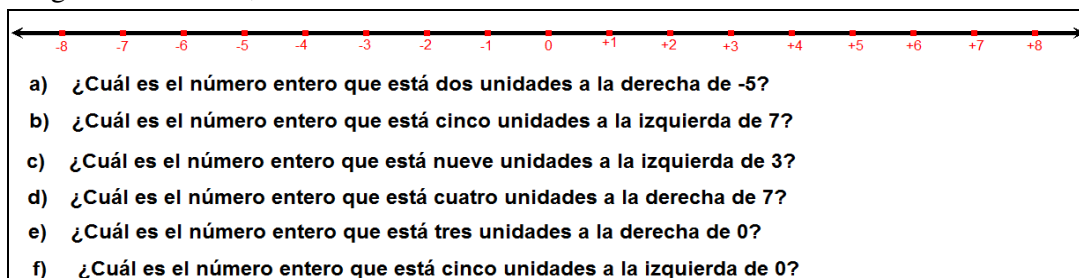 -8 -7 -6 -5 -4 -3 -2 -1 0 +1 +2 +3 +4 +5 +6 +7 +8
a) ¿Cuál es el número entero que está dos unidades a la derecha de -5?
b) ¿Cuál es el número entero que está cinco unidades a la izquierda de 7?
c) ¿Cuál es el número entero que está nueve unidades a la izquierda de 3?
d) ¿Cuál es el número entero que está cuatro unidades a la derecha de 7?
e) ¿Cuál es el número entero que está tres unidades a la derecha de 0?
f) ¿Cuál es el número entero que está cinco unidades a la izquierda de 0?